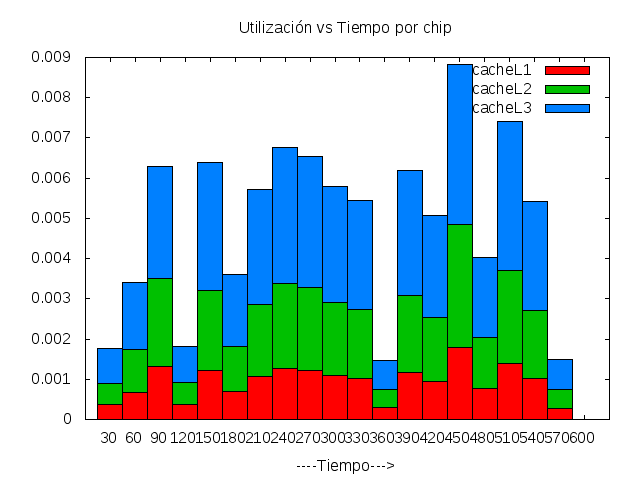 Utilización vs Tiempo por chip
cacheL1
cacheL2
cacheL3
0.009
0.008
0.007
0.006
0.005
0.004
0.003
0.002
0.001
0
30 60 90 120 150 180 210 240 270 300 330 360 390 420 450 480 510 540 570 600
----Tiempo--->